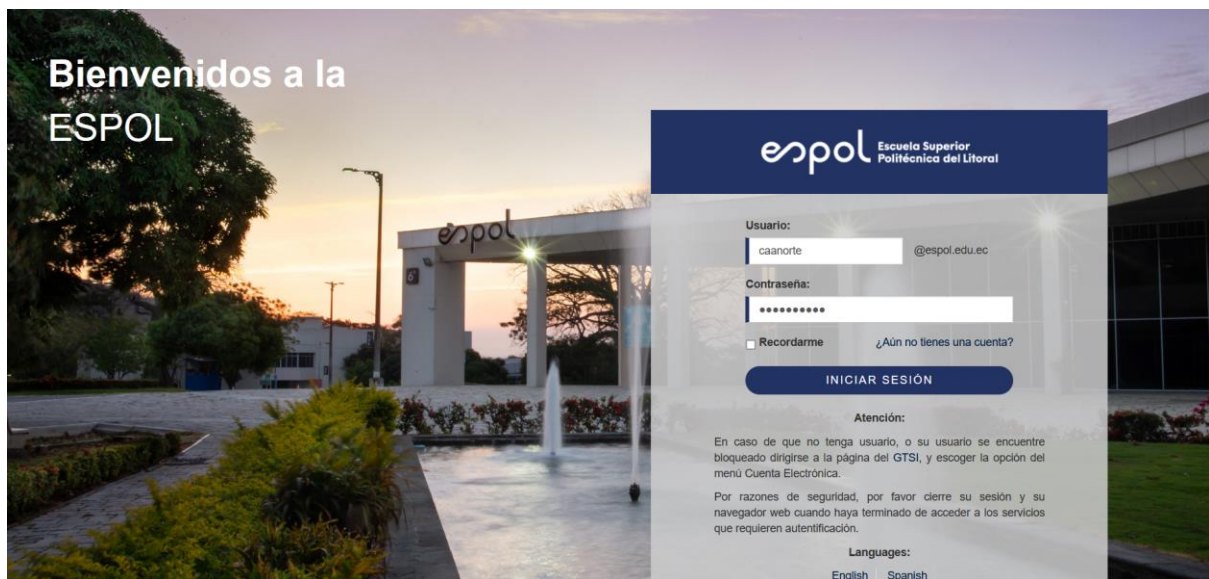 Bienvenidos a la
ESPOL
espol
6
espol Escuela Superior
Politécnica del Litoral
Usuario:
caanorte @espol.edu.ec
Contraseña:
••••••••••
Recordarme ¿Aún no tienes una cuenta?
INICIAR SESIÓN
Atención:
En caso de que no tenga usuario, o su usuario se encuentre
bloqueado dirigirse a la página del GTSI, y escoger la opción del
menú Cuenta Electrónica.
Por razones de seguridad, por favor cierre su sesión y su
navegador web cuando haya terminado de acceder a los servicios
que requieren autentificación.
Languages:
English Spanish